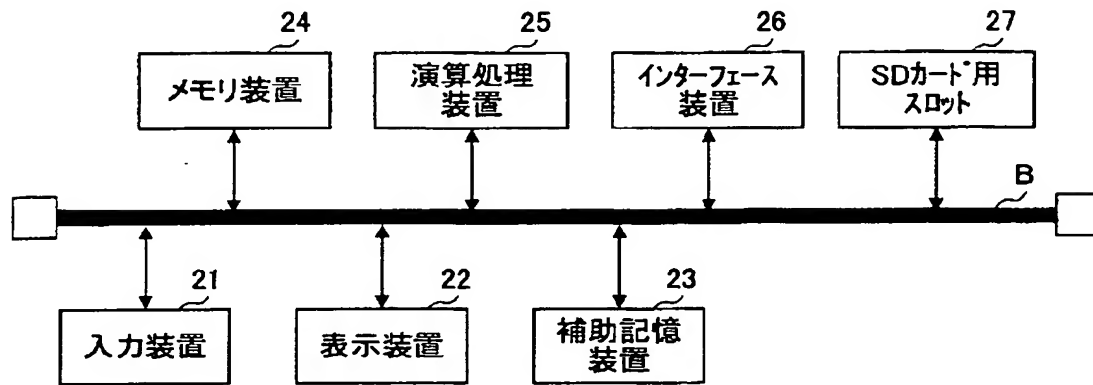 24
メモリ装置
25
演算処理
装置
26
インターフェース
装置
27
SDカード用
スロット
B
21
入力装置
22
表示装置
23
補助記憶
装置